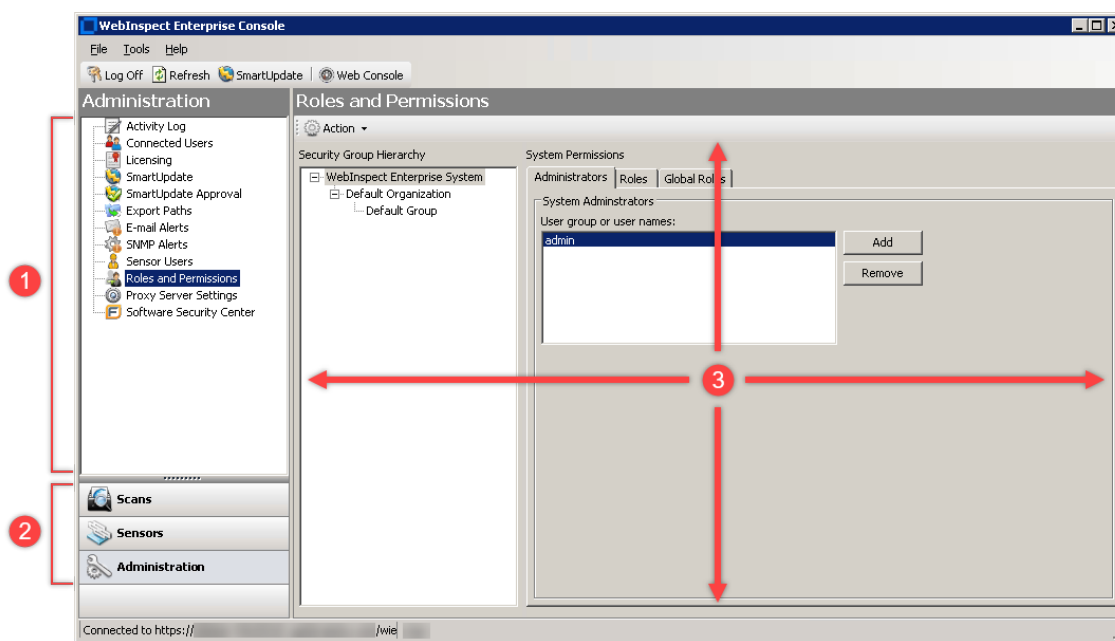 WebInspect Enterprise Console
File Tools Help
Log Off Refresh SmartUpdate Web Console
Administration
Roles and Permissions
Activity Log
Connected Users
Licensing
SmartUpdate
SmartUpdate Approval
Export Paths
E-mail Alerts
SNMP Alerts
Sensor Users
Roles and Permissions
Proxy Server Settings
Software Security Center
1
Scans
Sensors
Administration
2
Action
Security Group Hierarchy
WebInspect Enterprise System
Default Organization
Default Group
System Permissions
Administrators Roles Global Roles
System Adminstrators
User group or user names:
admin
Add
Remove
3
Connected to https:// /wie